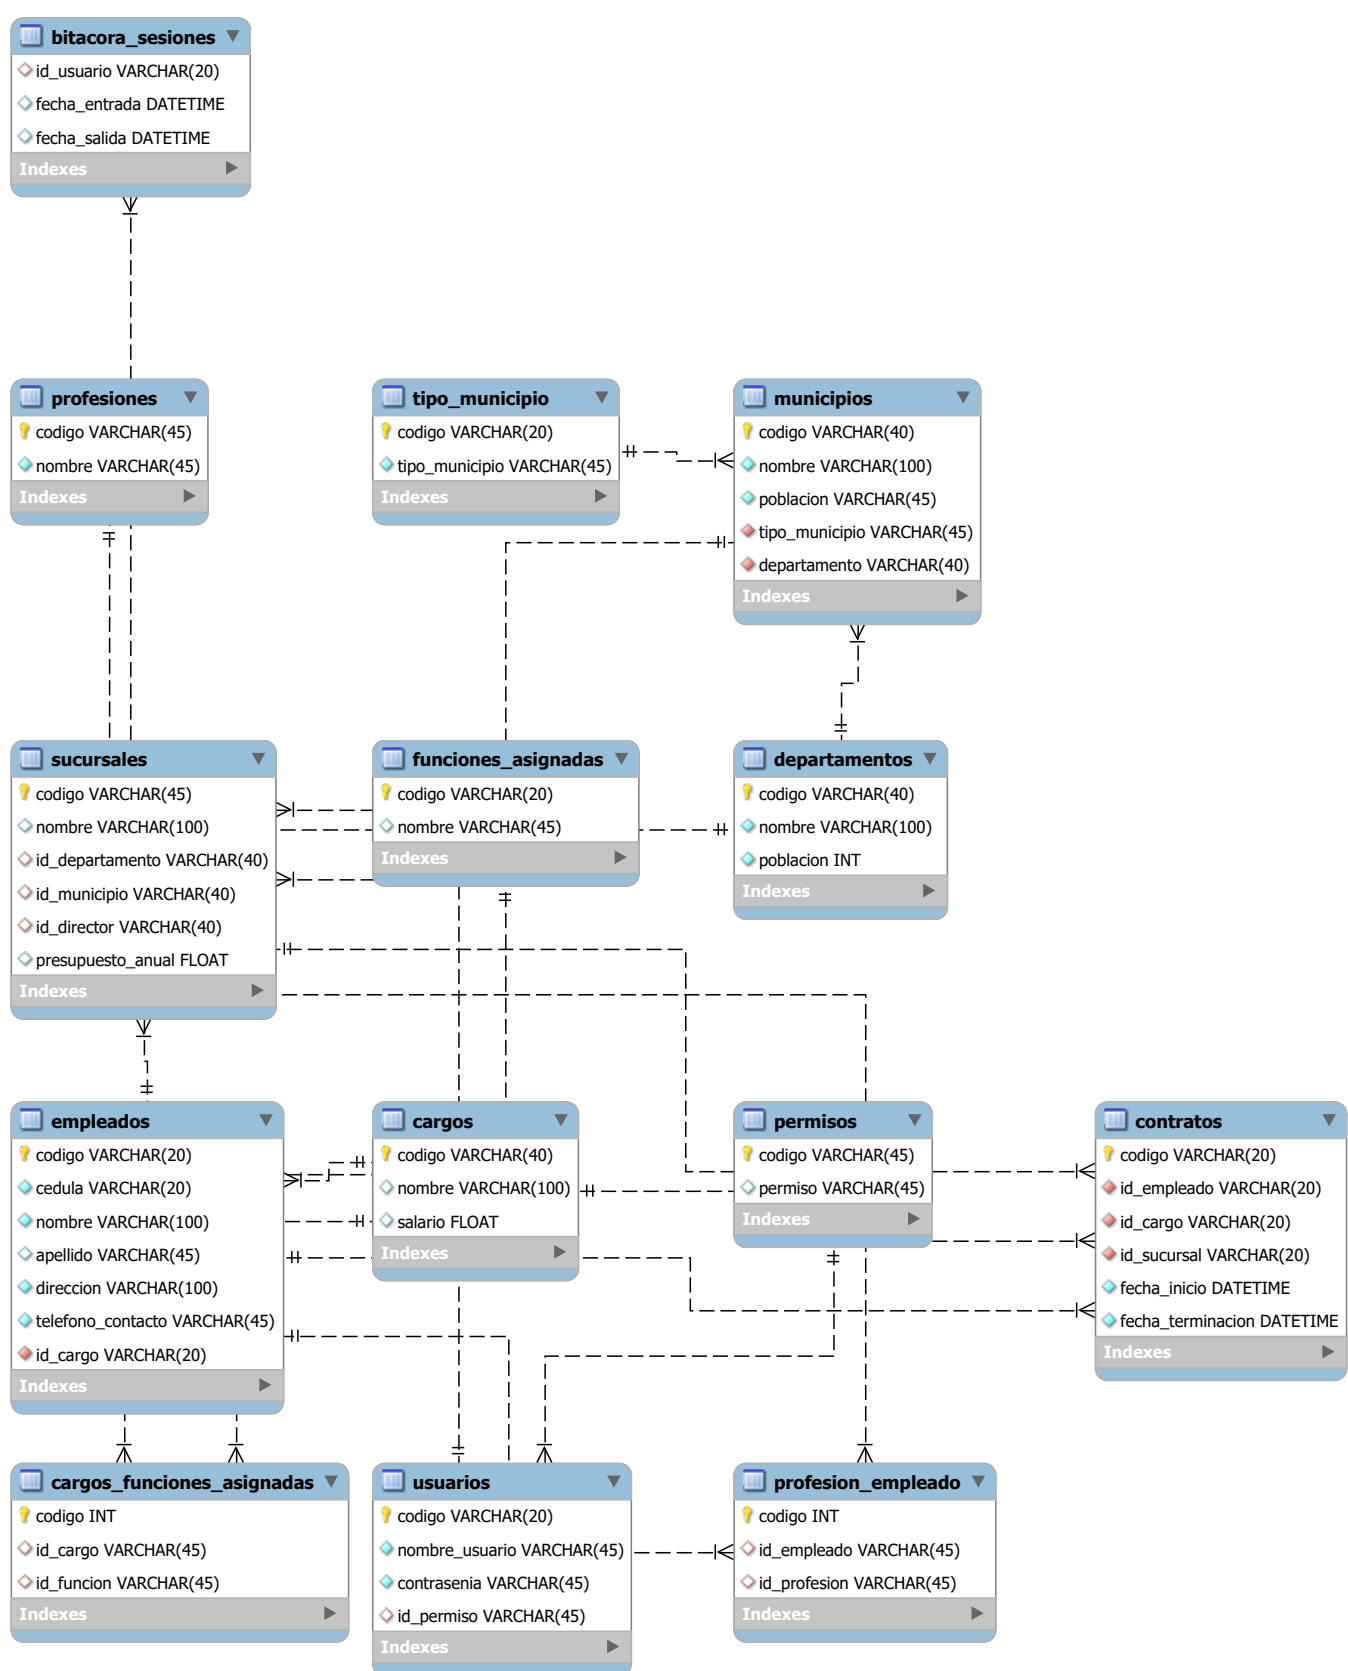 bitacora_sesiones
id_usuario VARCHAR(20)
fecha_entrada DATETIME
fecha_salida DATETIME
Indexes
profesiones
codigo VARCHAR(45)
nombre VARCHAR(45)
Indexes
tipo_municipio
codigo VARCHAR(20)
tipo_municipio VARCHAR(45)
Indexes
municipios
codigo VARCHAR(40)
nombre VARCHAR(100)
poblacion VARCHAR(45)
tipo_municipio VARCHAR(45)
departamento VARCHAR(40)
Indexes
sucursales
codigo VARCHAR(45)
nombre VARCHAR(100)
id_departamento VARCHAR(40)
id_municipio VARCHAR(40)
id_director VARCHAR(40)
presupuesto_anual FLOAT
Indexes
funciones_asignadas
codigo VARCHAR(20)
nombre VARCHAR(45)
Indexes
departamentos
codigo VARCHAR(40)
nombre VARCHAR(100)
poblacion INT
Indexes
empleados
codigo VARCHAR(20)
cedula VARCHAR(20)
nombre VARCHAR(100)
apellido VARCHAR(45)
direccion VARCHAR(100)
telefono_contacto VARCHAR(45)
id_cargo VARCHAR(20)
Indexes
cargos
codigo VARCHAR(40)
nombre VARCHAR(100)
salario FLOAT
Indexes
permisos
codigo VARCHAR(45)
permiso VARCHAR(45)
Indexes
contratos
codigo VARCHAR(20)
id_empleado VARCHAR(20)
id_cargo VARCHAR(20)
id_sucursal VARCHAR(20)
fecha_inicio DATETIME
fecha_terminacion DATETIME
Indexes
cargos_funciones_asignadas
codigo INT
id_cargo VARCHAR(45)
id_funcion VARCHAR(45)
Indexes
usuarios
codigo VARCHAR(20)
nombre_usuario VARCHAR(45)
contrasenia VARCHAR(45)
id_permiso VARCHAR(45)
Indexes
profesion_empleado
codigo INT
id_empleado VARCHAR(45)
id_profesion VARCHAR(45)
Indexes